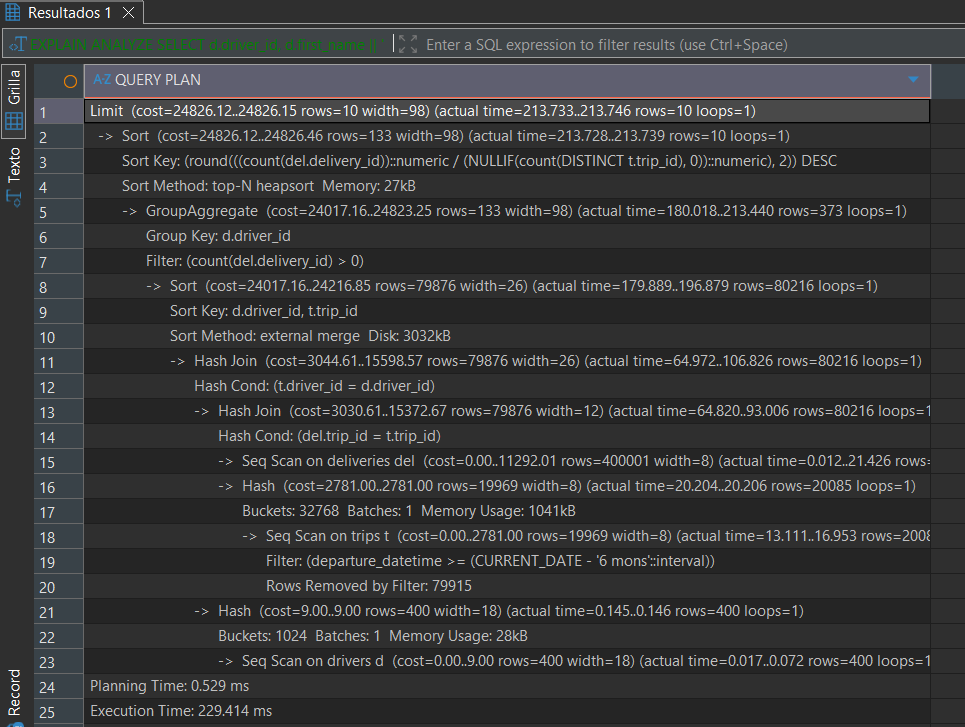 Resultados 1
EXPLAIN ANALYZE SELECT d.driver_id, d.first_name || ' Enter a SQL expression to filter results (use Ctrl+Space)
Grilla
Texto
Record
A-Z QUERY PLAN
1 Limit (cost=24826.12..24826.15 rows=10 width=98) (actual time=213.733..213.746 rows=10 loops=1)
2 -> Sort (cost=24826.12..24826.46 rows=133 width=98) (actual time=213.728..213.739 rows=10 loops=1)
3 Sort Key: (round(((count(del.delivery_id))::numeric / (NULLIF(count(DISTINCT t.trip_id), 0))::numeric), 2)) DESC
4 Sort Method: top-N heapsort Memory: 27kB
5 -> GroupAggregate (cost=24017.16..24823.25 rows=133 width=98) (actual time=180.018..213.440 rows=373 loops=1)
6 Group Key: d.driver_id
7 Filter: (count(del.delivery_id) > 0)
8 -> Sort (cost=24017.16..24216.85 rows=79876 width=26) (actual time=179.889..196.879 rows=80216 loops=1)
9 Sort Key: d.driver_id, t.trip_id
10 Sort Method: external merge Disk: 3032kB
11 -> Hash Join (cost=3044.61..15598.57 rows=79876 width=26) (actual time=64.972..106.826 rows=80216 loops=1)
12 Hash Cond: (t.driver_id = d.driver_id)
13 -> Hash Join (cost=3030.61..15372.67 rows=79876 width=12) (actual time=64.820..93.006 rows=80216 loops=1
14 Hash Cond: (del.trip_id = t.trip_id)
15 -> Seq Scan on deliveries del (cost=0.00..11292.01 rows=400001 width=8) (actual time=0.012..21.426 rows=
16 -> Hash (cost=2781.00..2781.00 rows=19969 width=8) (actual time=20.204..20.206 rows=20085 loops=1)
17 Buckets: 32768 Batches: 1 Memory Usage: 1041kB
18 -> Seq Scan on trips t (cost=0.00..2781.00 rows=19969 width=8) (actual time=13.111..16.953 rows=2008
19 Filter: (departure_datetime >= (CURRENT_DATE - '6 mons'::interval))
20 Rows Removed by Filter: 79915
21 -> Hash (cost=9.00..9.00 rows=400 width=18) (actual time=0.145..0.146 rows=400 loops=1)
22 Buckets: 1024 Batches: 1 Memory Usage: 28kB
23 -> Seq Scan on drivers d (cost=0.00..9.00 rows=400 width=18) (actual time=0.017..0.072 rows=400 loops=1
24 Planning Time: 0.529 ms
25 Execution Time: 229.414 ms